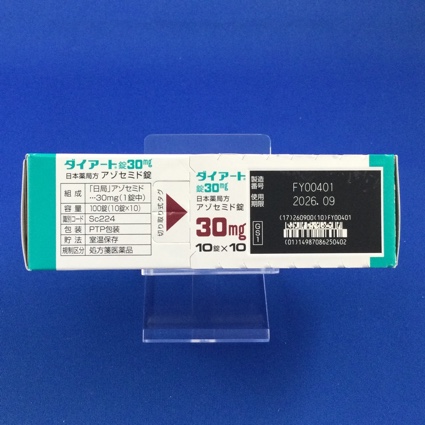 ダイアート®錠30mg
日本薬局方 アゾセミド錠
組成 「日局」アゾセミド
…30mg(1錠中)
容量 100錠(10錠×10)
識別コード Sc224
包装 PTP包装
貯法 室温保存
規制区分 処方箋医薬品
切り取り式タグ
ダイアート®
錠30mg
日本薬局方
アゾセミド錠
30mg
10錠×10
製造番号 FY00401
使用期限 2026.09
(17)260900(10)FY00401
GS1
(01)14987086250402